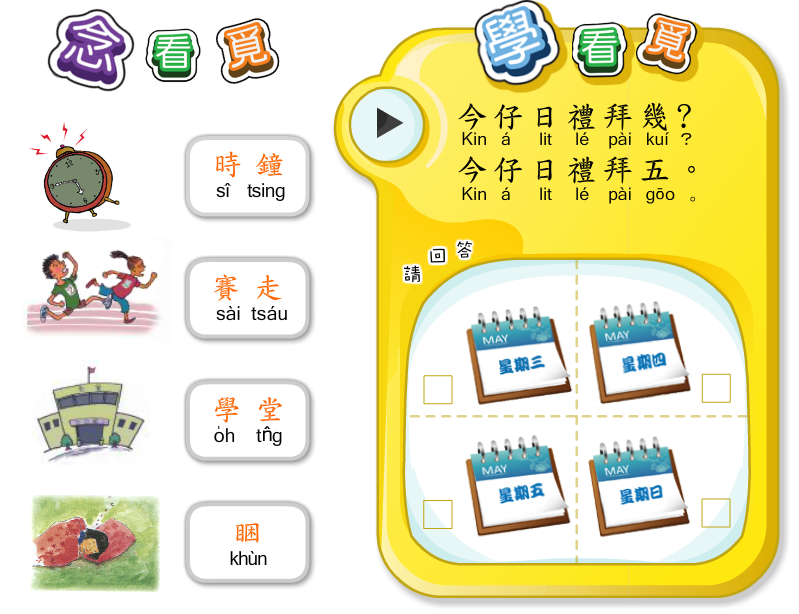 念看覓
時鐘
sî tsing
賽走
sài tsáu
學堂
o̍h tn̂g
睏
khùn
學看覓
今仔日禮拜幾？
Kin á lit lé pài kuí ?
今仔日禮拜五。
Kin á lit lé pài gōo 。
請回答
MAY
星期三
MAY
星期四
MAY
星期五
MAY
星期日